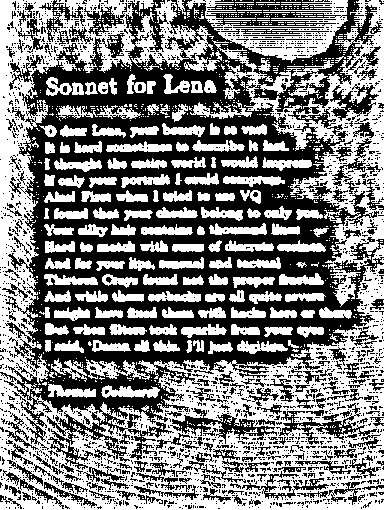 Sonnet for Lena
O dear Lena, your beauty is so vast
It is hard sometimes to describe it fast.
I thought the entire world I would impress
If only your portrait I could compress.
Alas! First when I tried to use VQ
I found that your cheeks belong to only you.
Your silky hair contains a thousand lines
Hard to match with sums of discrete cosines.
And for your lips, sensual and tactual
Thirteen Crays found not the proper fractal.
And while these setbacks are all quite severe
I might have fixed them with hacks here or there
But when filters took sparkle from your eyes
I said, 'Damn all this. I'll just digitize.'
Thomas Colthurst